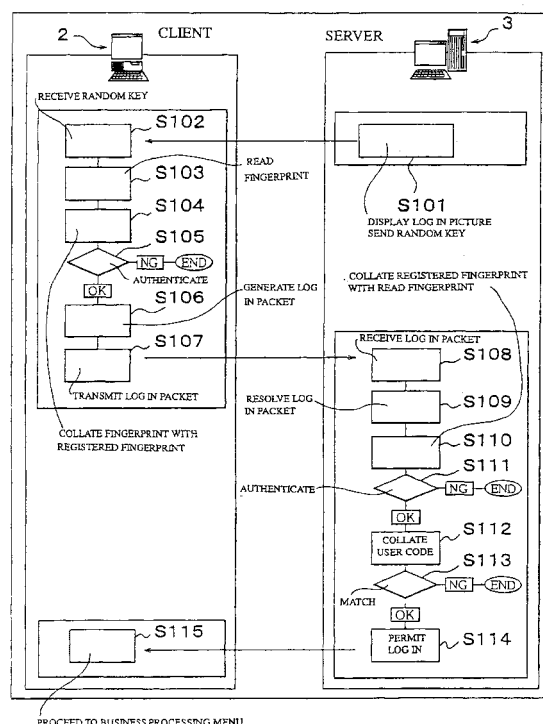 2
CLIENT
SERVER
3
RECEIVE RANDOM KEY
S102
READ
FINGERPRINT
S103
S101
DISPLAY LOG IN PICTURE
SEND RANDOM KEY
S104
S105
NG
END
AUTHENTICATE
OK
COLLATE REGISTERED FINGERPRINT
WITH READ FINGERPRINT
S106
GENERATE LOG
IN PACKET
S107
TRANSMIT LOG IN PACKET
RECEIVE LOG IN PACKET
S108
RESOLVE LOG
IN PACKET
S109
COLLATE FINGERPRINT WITH
REGISTERED FINGERPRINT
S110
S111
AUTHENTICATE
NG
END
OK
COLLATE
USER CODE
S112
S113
NG
END
MATCH
OK
PERMIT
LOG IN
S114
S115
PROCEED TO BUSINESS PROCESSING MENU